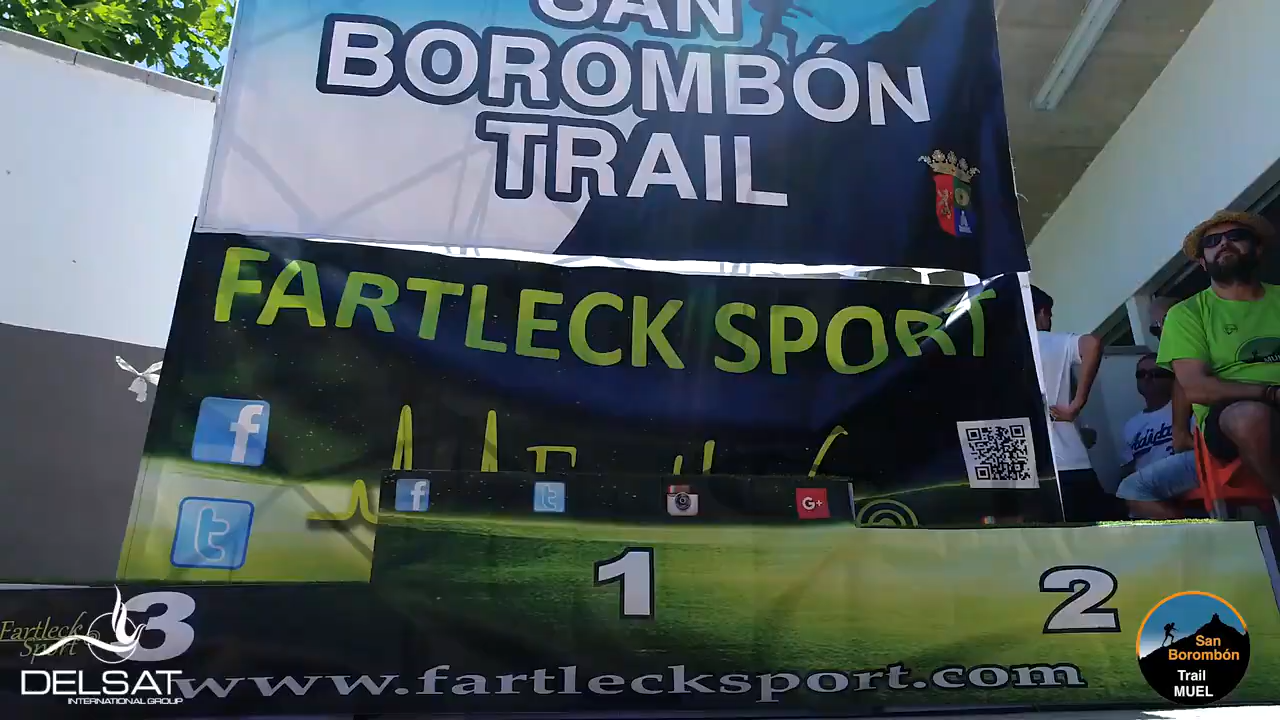 SAN
BOROMBÓN
TRAIL
FARTLECK SPORT
f
t
f
t
G+
1
2
3
Fartleck
Sport
www.fartlecksport.com
DELSAT
INTERNATIONAL GROUP
San
Borombón
Trail
MUEL